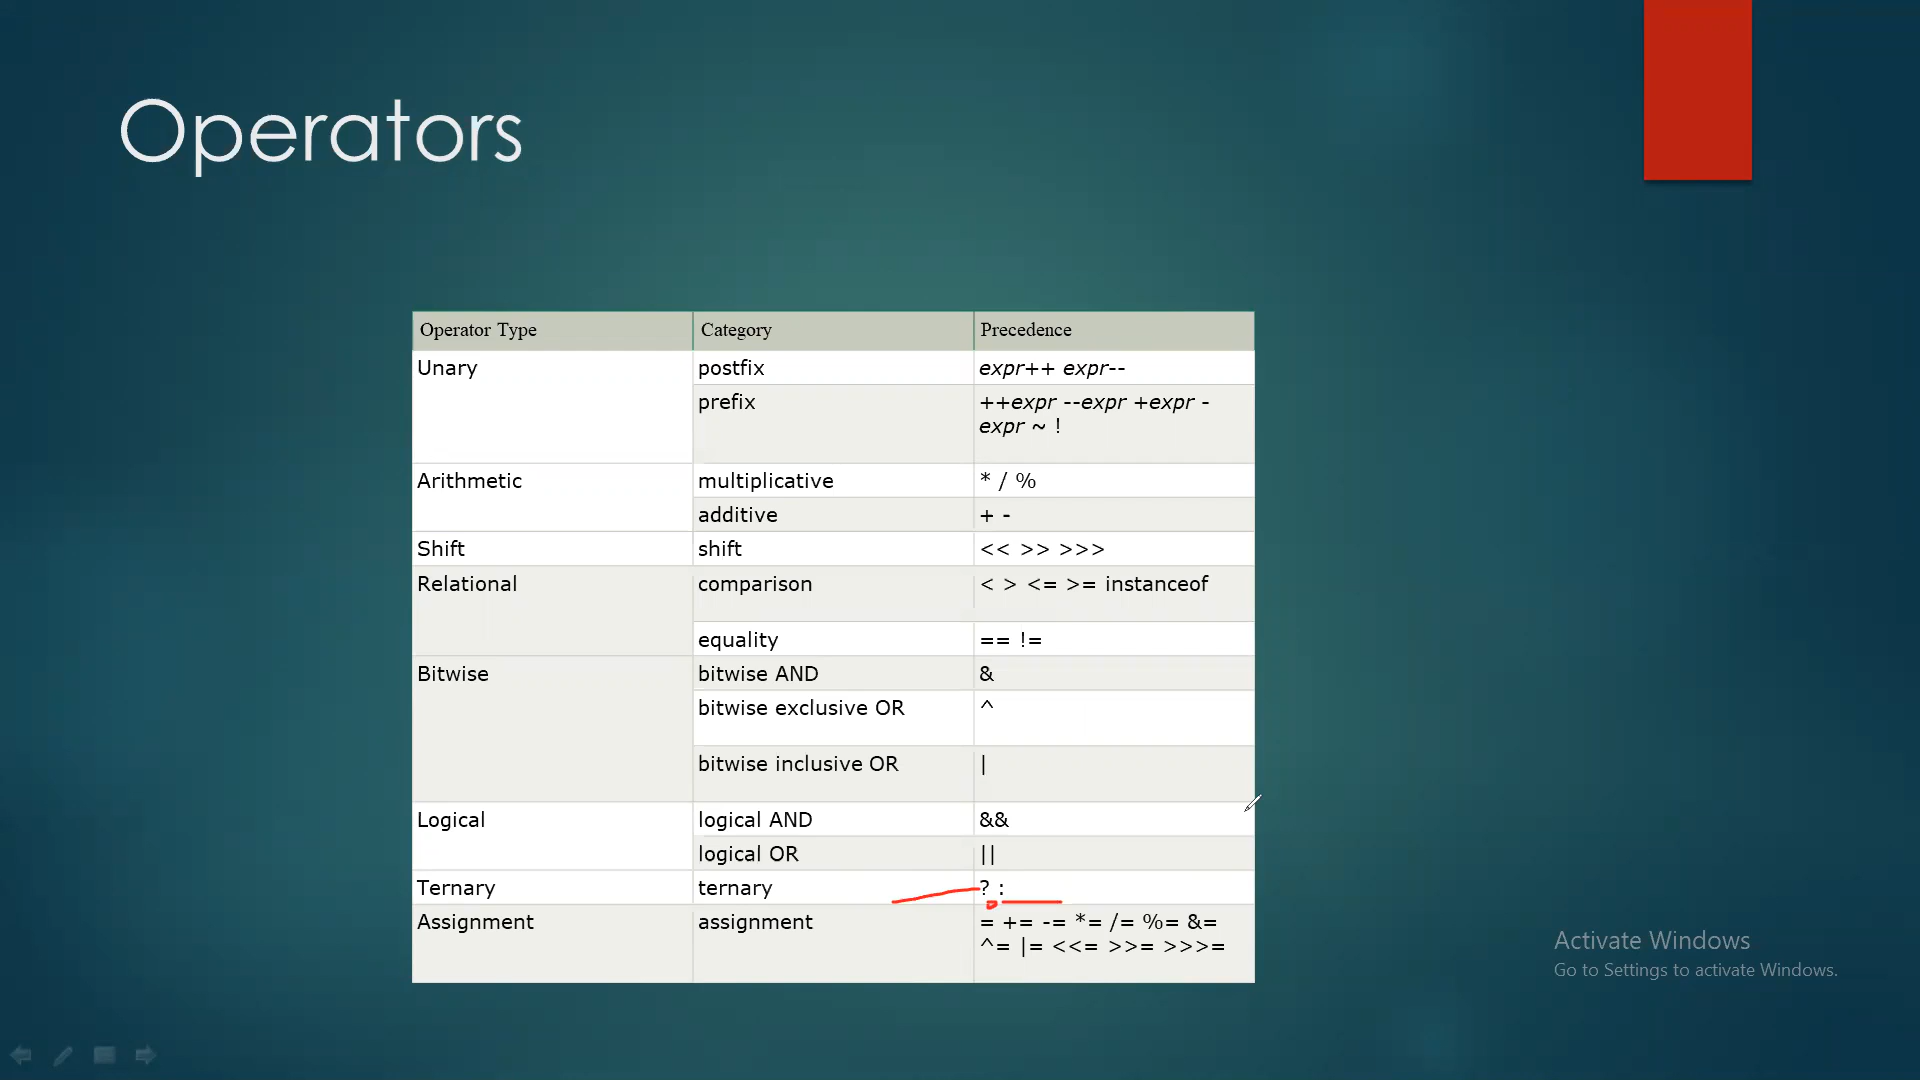 Operators
Operator Type Category Precedence
Unary postfix expr++ expr--
prefix ++expr --expr +expr -
expr ~ !
Arithmetic multiplicative * / %
additive + -
Shift shift << >> >>>
Relational comparison < > <= >= instanceof
equality == !=
Bitwise bitwise AND &
bitwise exclusive OR ^
bitwise inclusive OR |
Logical logical AND &&
logical OR ||
Ternary ternary ? :
Assignment assignment = += -= *= /= %= &=
^= |= <<= >>= >>>=
Activate Windows
Go to Settings to activate Windows.